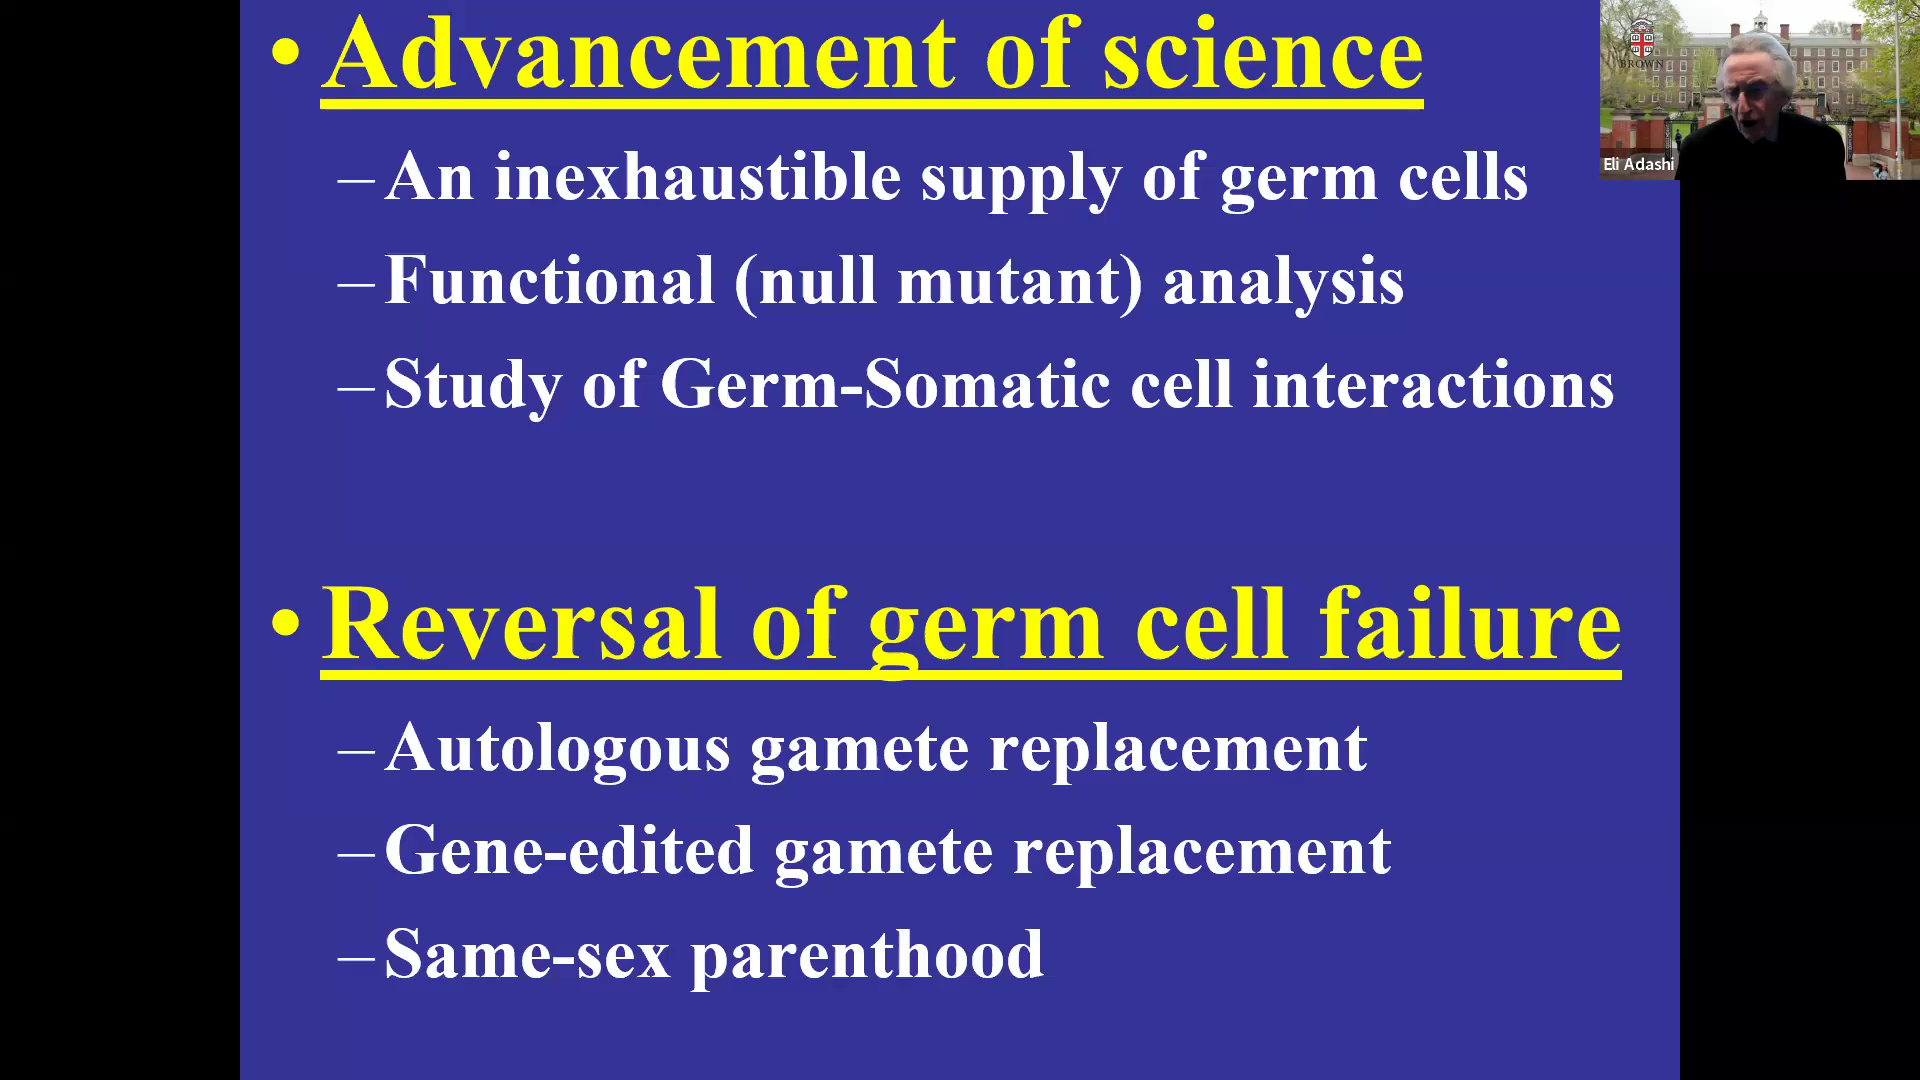 • Advancement of science
– An inexhaustible supply of germ cells
– Functional (null mutant) analysis
– Study of Germ-Somatic cell interactions
• Reversal of germ cell failure
– Autologous gamete replacement
– Gene-edited gamete replacement
– Same-sex parenthood
BROWN
Eli Adashi